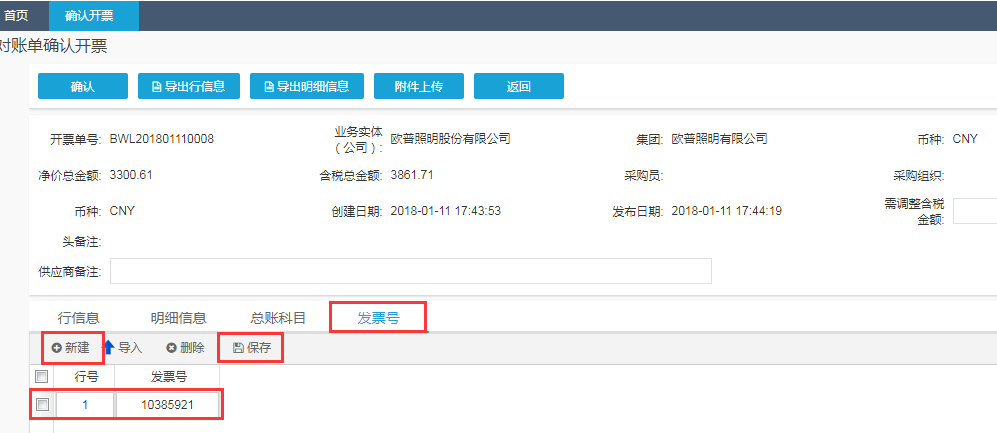 首页 确认开票
对账单确认开票
确认 导出行信息 导出明细信息 附件上传 返回
开票单号: BWL201801110008 业务实体（公司）: 欧普照明股份有限公司 集团: 欧普照明有限公司 币种: CNY
净价总金额: 3300.61 含税总金额: 3861.71 采购员: 采购组织:
币种: CNY 创建日期: 2018-01-11 17:43:53 发布日期: 2018-01-11 17:44:19 需调整含税金额:
头备注:
供应商备注:
行信息 明细信息 总账科目 发票号
新建 导入 删除 保存
行号 发票号
1 10385921